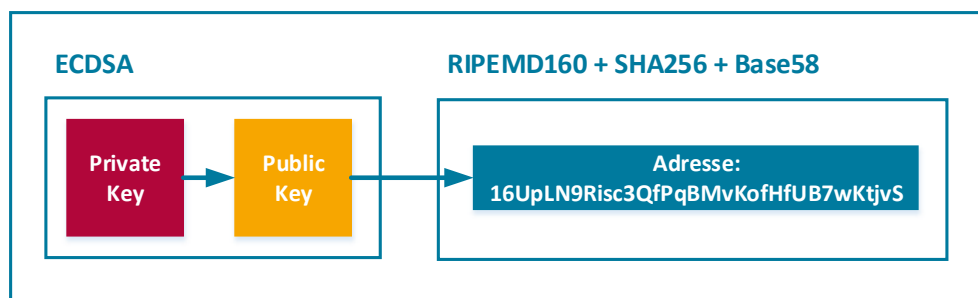 ECDSA
RIPEMD160 + SHA256 + Base58
Private
Key
Public
Key
Adresse:
16UpLN9Risc3QfPqBMvKofHfUB7wKtjvS